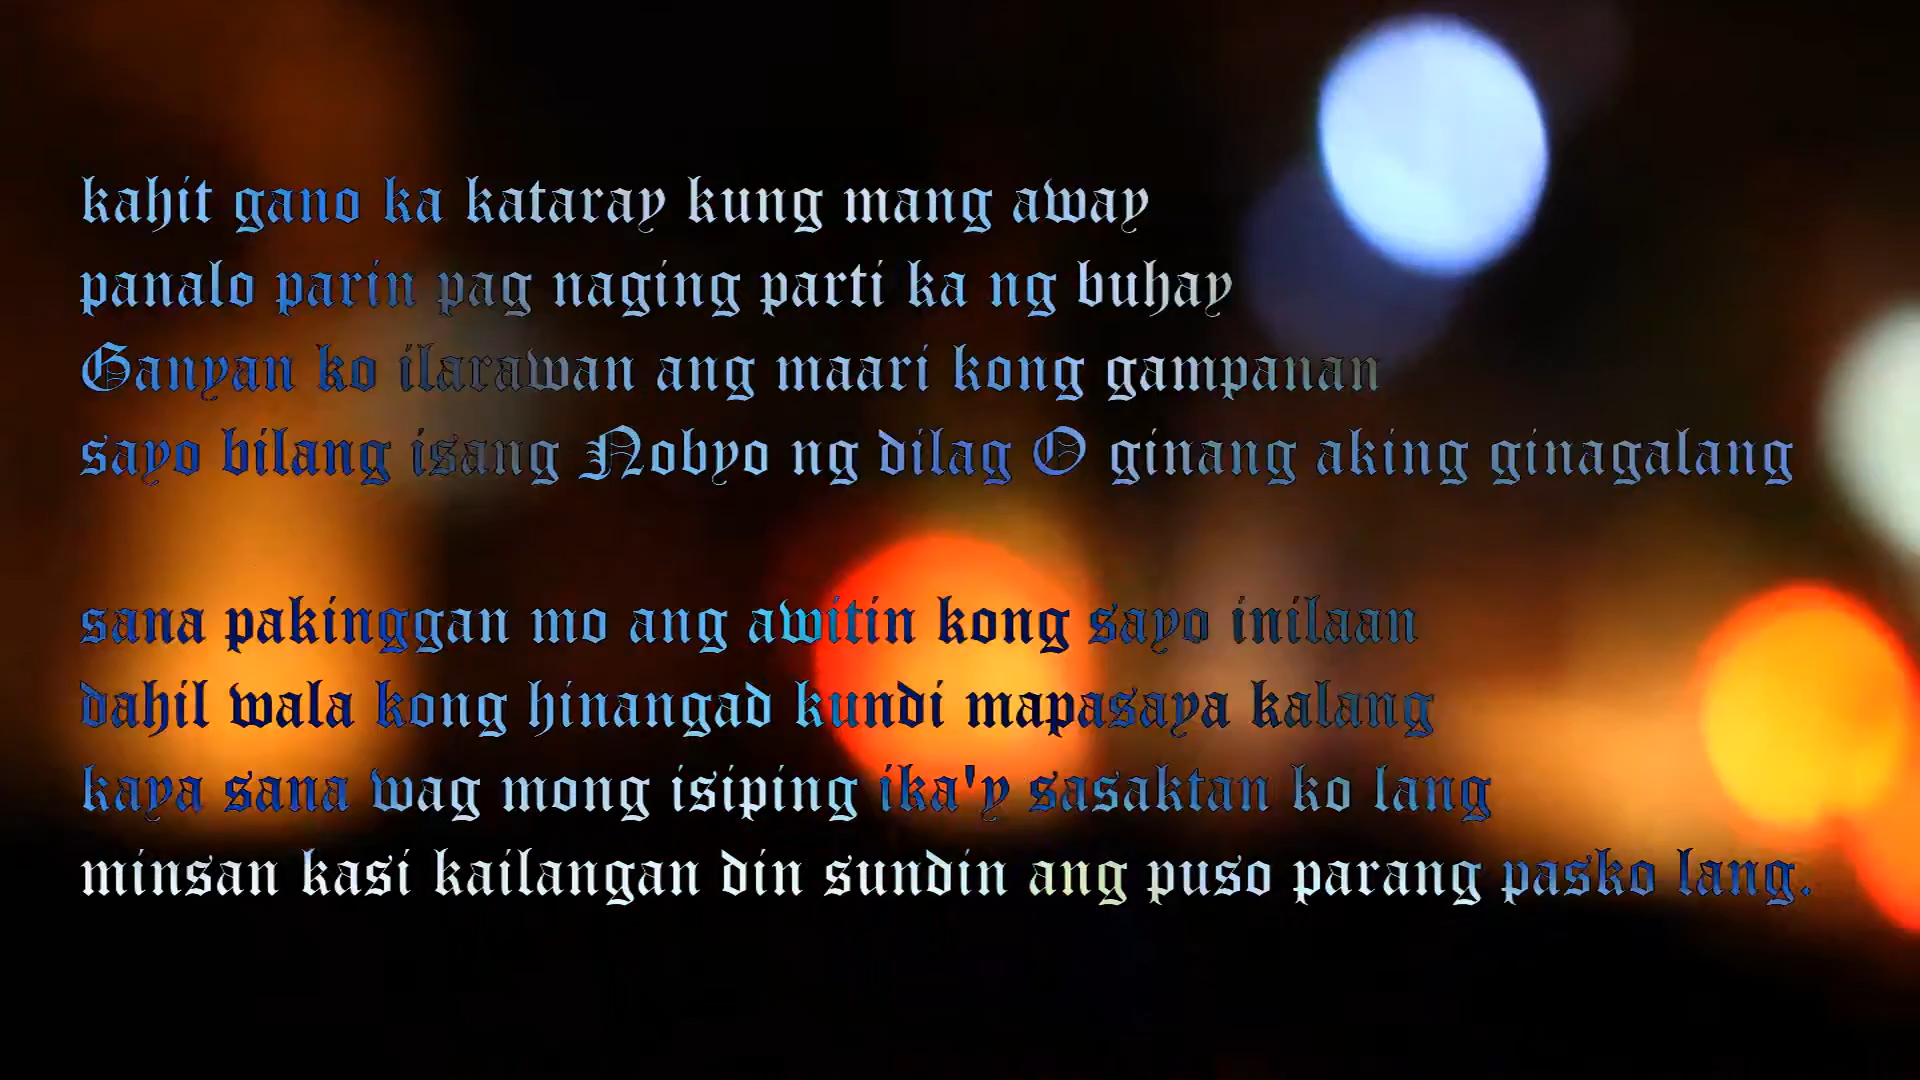 kahit gano ka kataray kung mang away
panalo parin pag naging parti ka ng buhay
Ganyan ko ilarawan ang maari kong gampanan
sayo bilang isang Nobyo ng dilag O ginang aking ginagalang
sana pakinggan mo ang awitin kong sayo inilaan
dahil wala kong hinangad kundi mapasaya kalang
kaya sana wag mong isiping ika'y sasaktan ko lang
minsan kasi kailangan din sundin ang puso parang pasko lang.